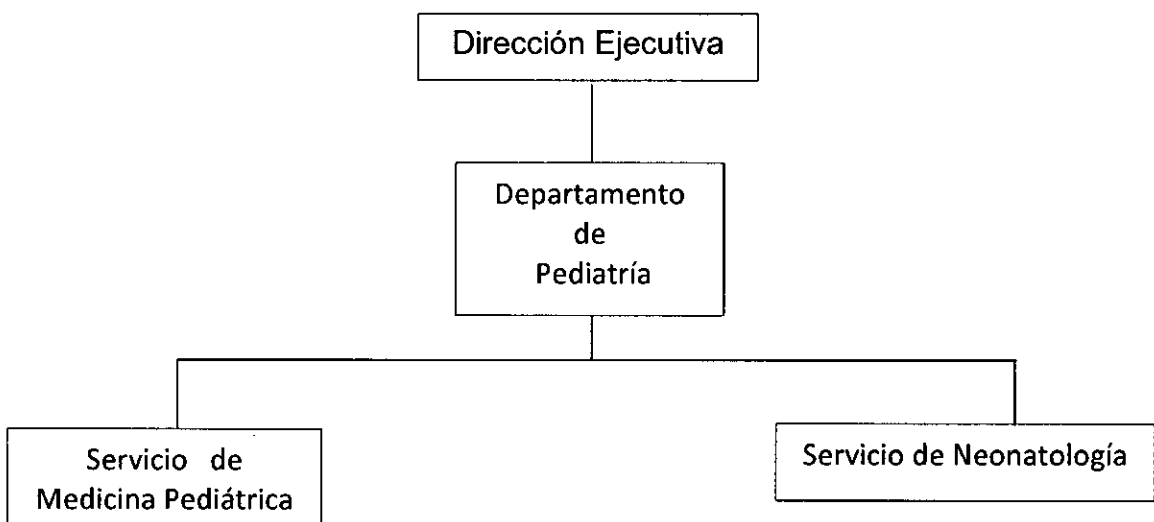 Dirección Ejecutiva
Departamento
de
Pediatría
Servicio de
Medicina Pediátrica
Servicio de Neonatología